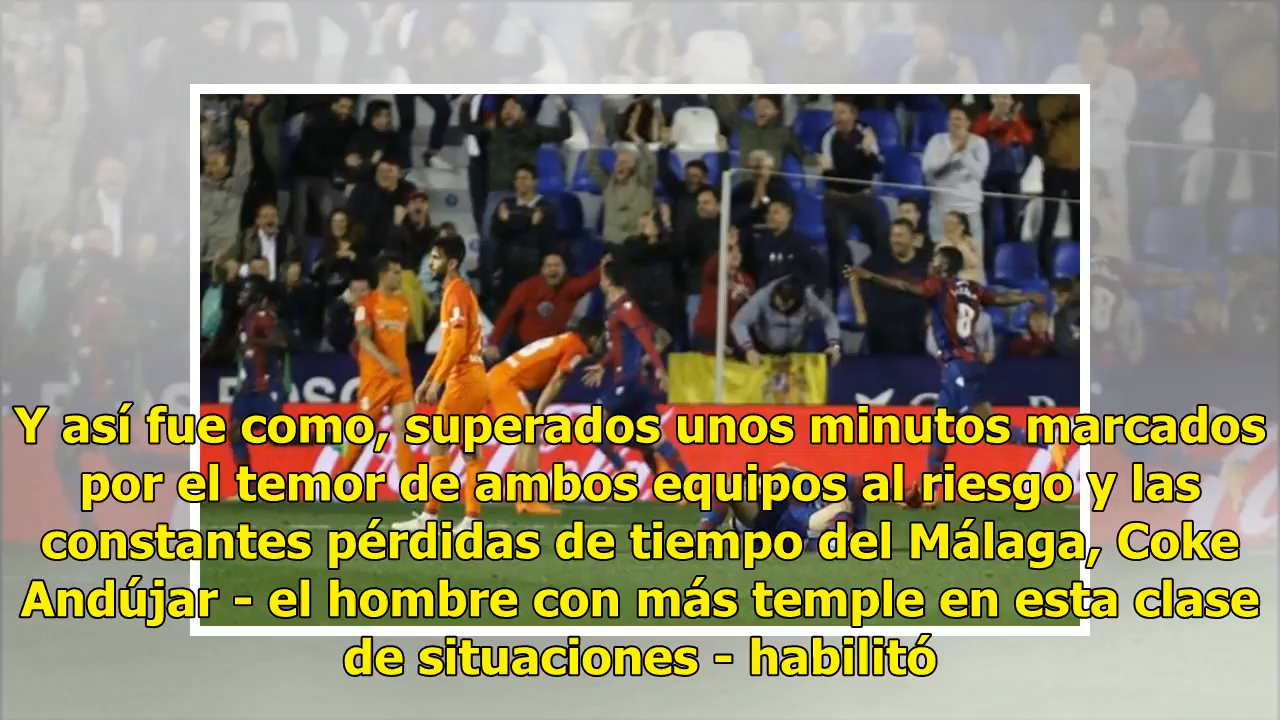 8
Y así fue como, superados unos minutos marcados
por el temor de ambos equipos al riesgo y las
constantes pérdidas de tiempo del Málaga, Coke
Andújar - el hombre con más temple en esta clase
de situaciones - habilitó